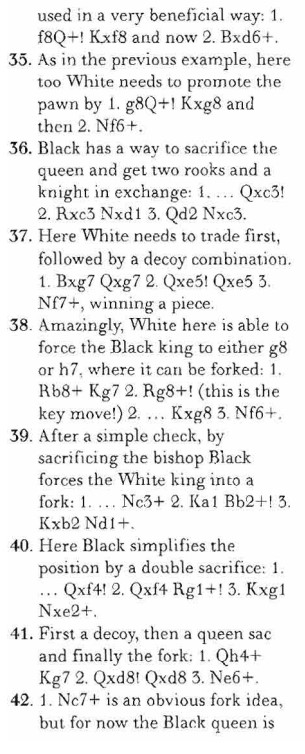 used in a very beneficial way: 1.
f8Q+! Kxf8 and now 2. Bxd6+.
35. As in the previous example, here
too White needs to promote the
pawn by 1. g8Q+! Kxg8 and
then 2. Nf6+.
36. Black has a way to sacrifice the
queen and get two rooks and a
knight in exchange: 1. ... Qxc3!
2. Rxc3 Nxd1 3. Qd2 Nxc3.
37. Here White needs to trade first,
followed by a decoy combination.
1. Bxg7 Qxg7 2. Qxe5! Qxe5 3.
Nf7+, winning a piece.
38. Amazingly, White here is able to
force the Black king to either g8
or h7, where it can be forked: 1.
Rb8+ Kg7 2. Rg8+! (this is the
key move!) 2. ... Kxg8 3. Nf6+.
39. After a simple check, by
sacrificing the bishop Black
forces the White king into a
fork: 1. ... Nc3+ 2. Ka1 Bb2+! 3.
Kxb2 Nd1+.
40. Here Black simplifies the
position by a double sacrifice: 1.
... Qxf4! 2. Qxf4 Rg1+! 3. Kxg1
Nxe2+.
41. First a decoy, then a queen sac
and finally the fork: 1. Qh4+
Kg7 2. Qxd8! Qxd8 3. Ne6+.
42. 1. Nc7+ is an obvious fork idea,
but for now the Black queen is